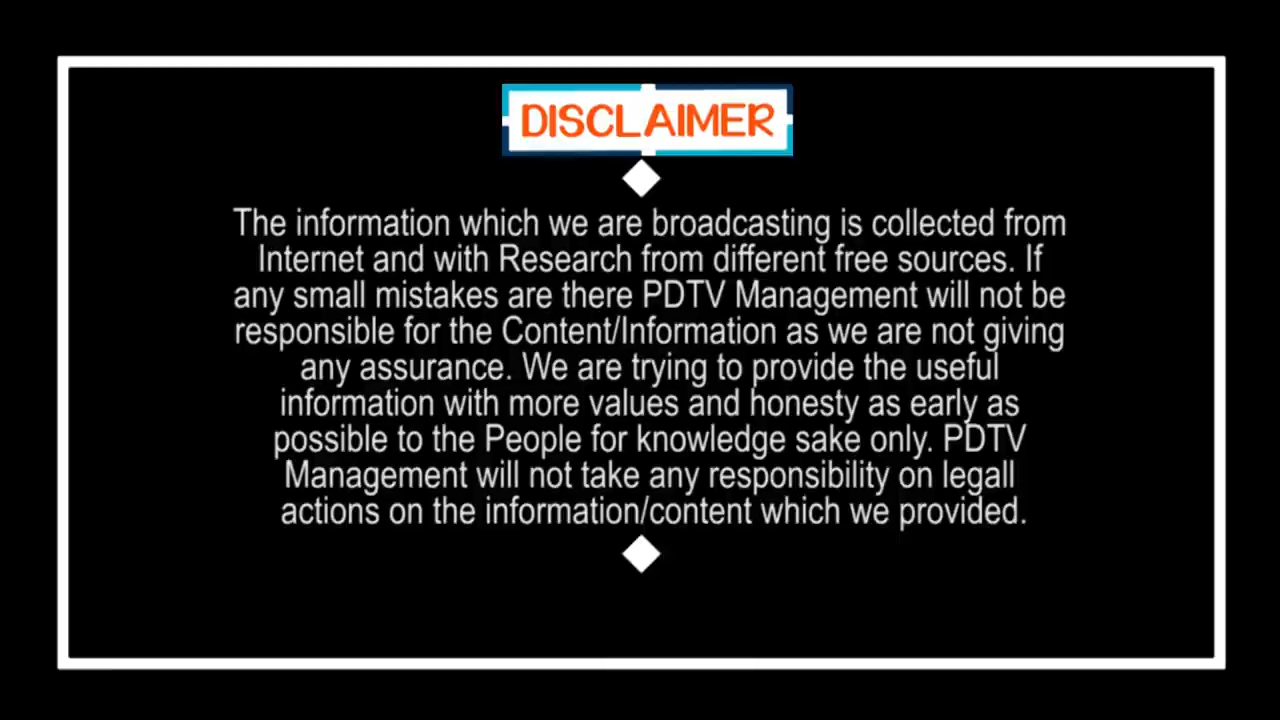 DISCLAIMER
The information which we are broadcasting is collected from
Internet and with Research from different free sources. If
any small mistakes are there PDTV Management will not be
responsible for the Content/Information as we are not giving
any assurance. We are trying to provide the useful
information with more values and honesty as early as
possible to the People for knowledge sake only. PDTV
Management will not take any responsibility on legall
actions on the information/content which we provided.